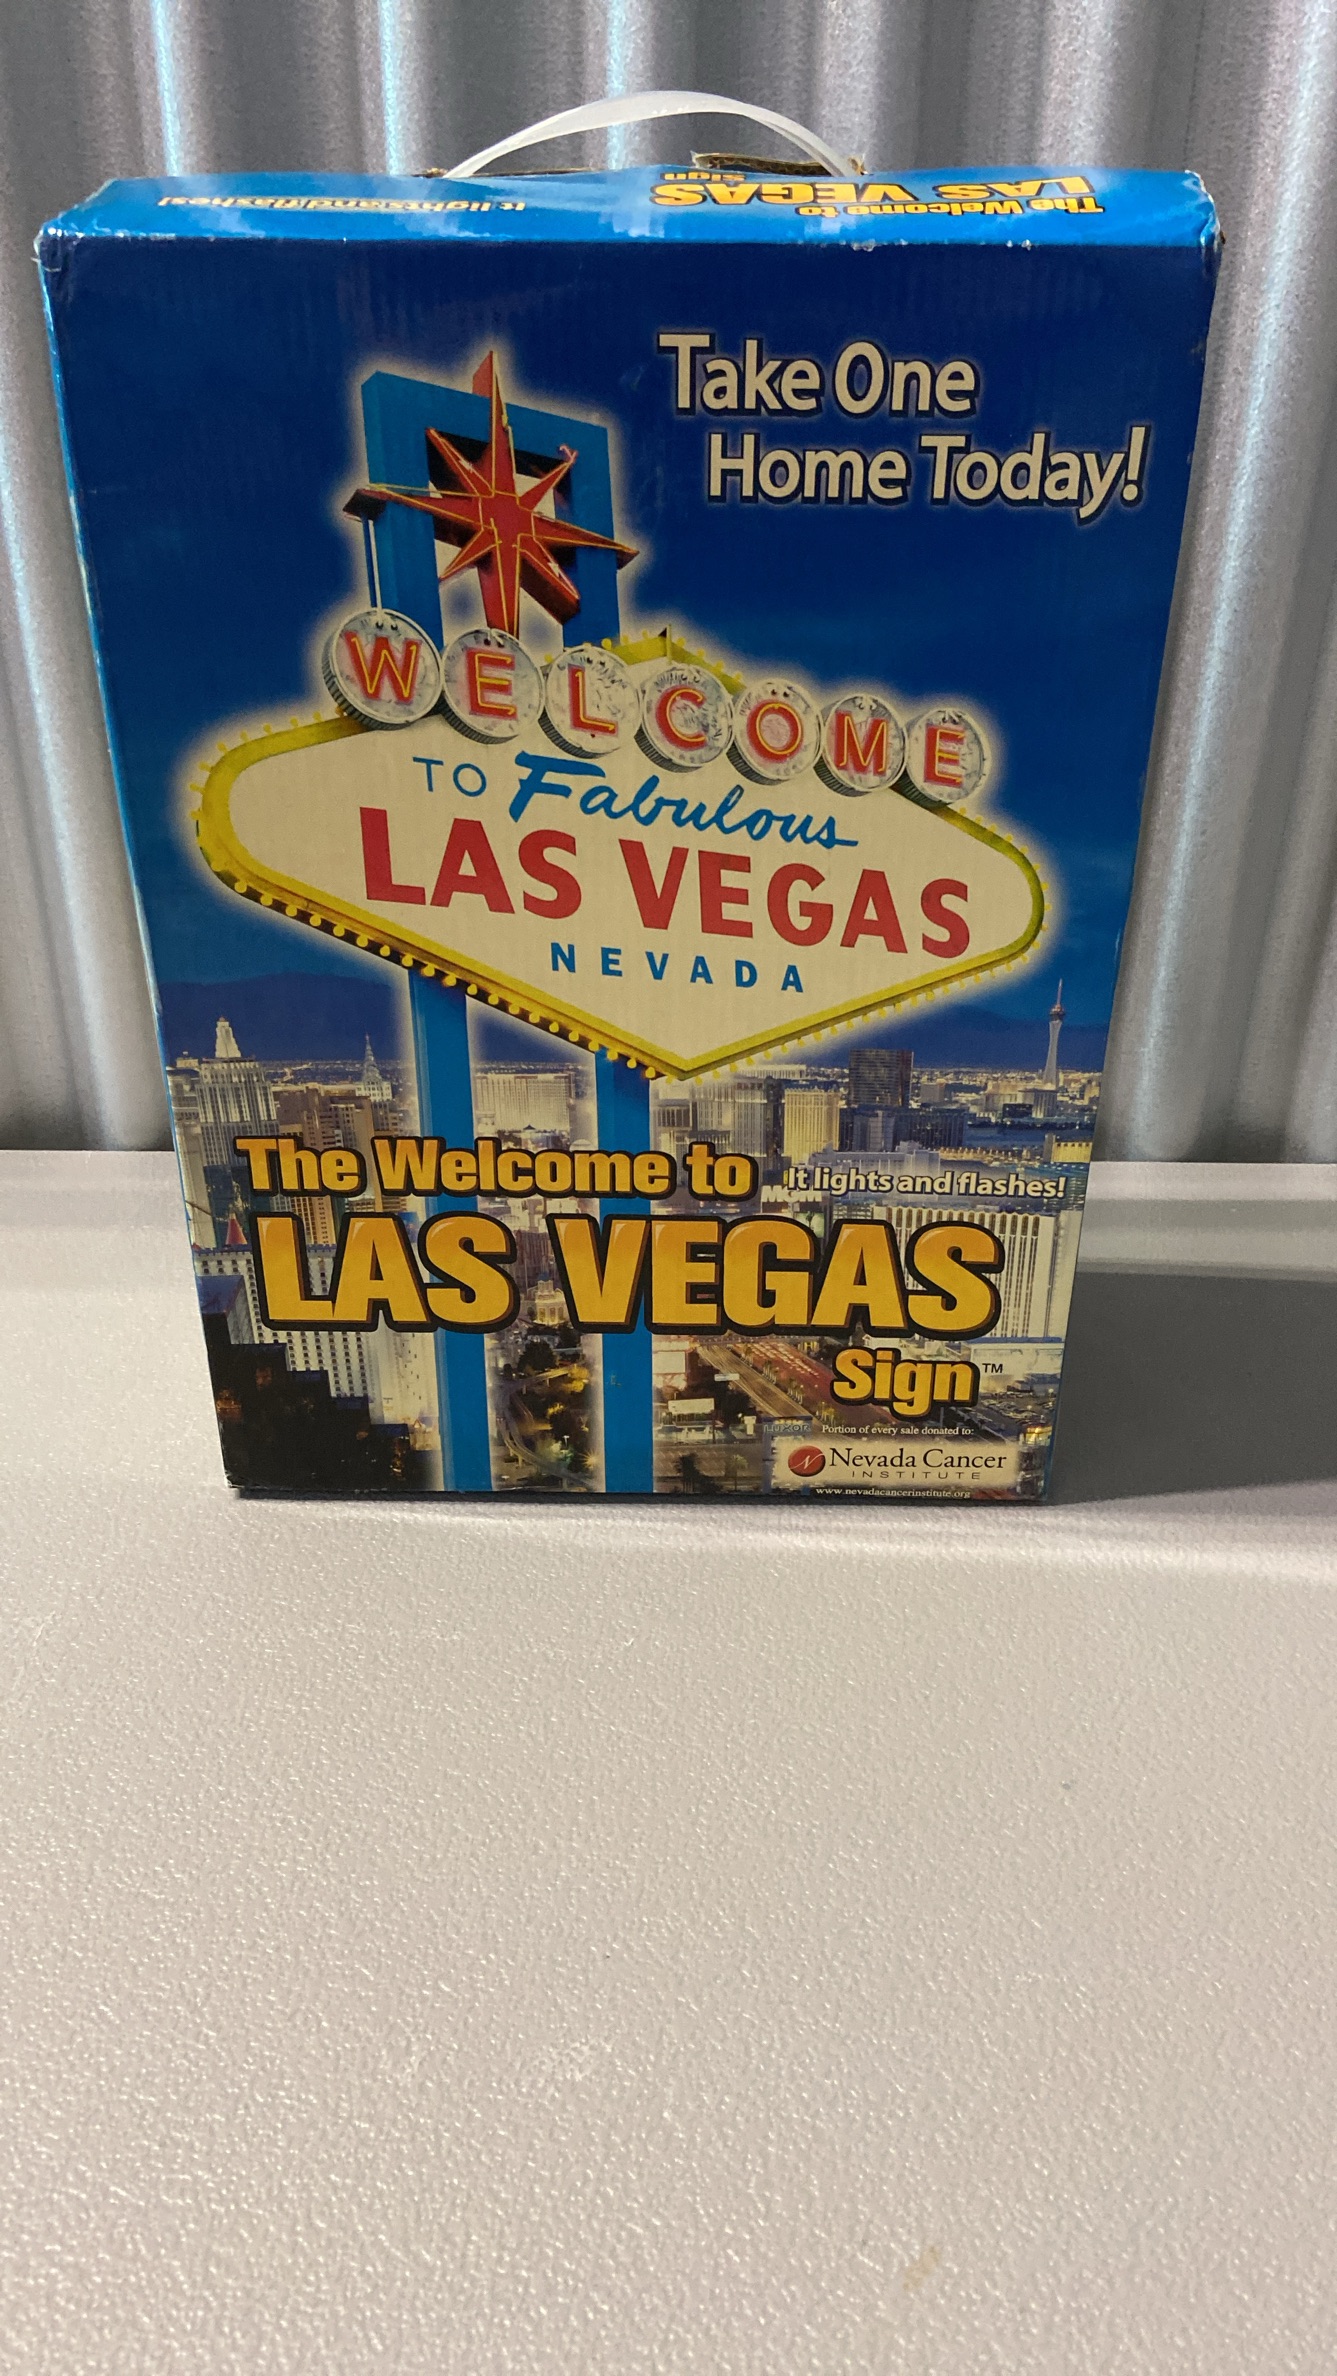 The Welcome to
LAS VEGAS
sign
It lights and flashes!
Take One
Home Today!
WELCOME
TO Fabulous
LAS VEGAS
NEVADA
The Welcome to
It lights and flashes!
MGM
LAS VEGAS
Sign™
LUXOR
Portion of every sale donated to:
N Nevada Cancer
INSTITUTE
www.nevadacancerinstitute.org